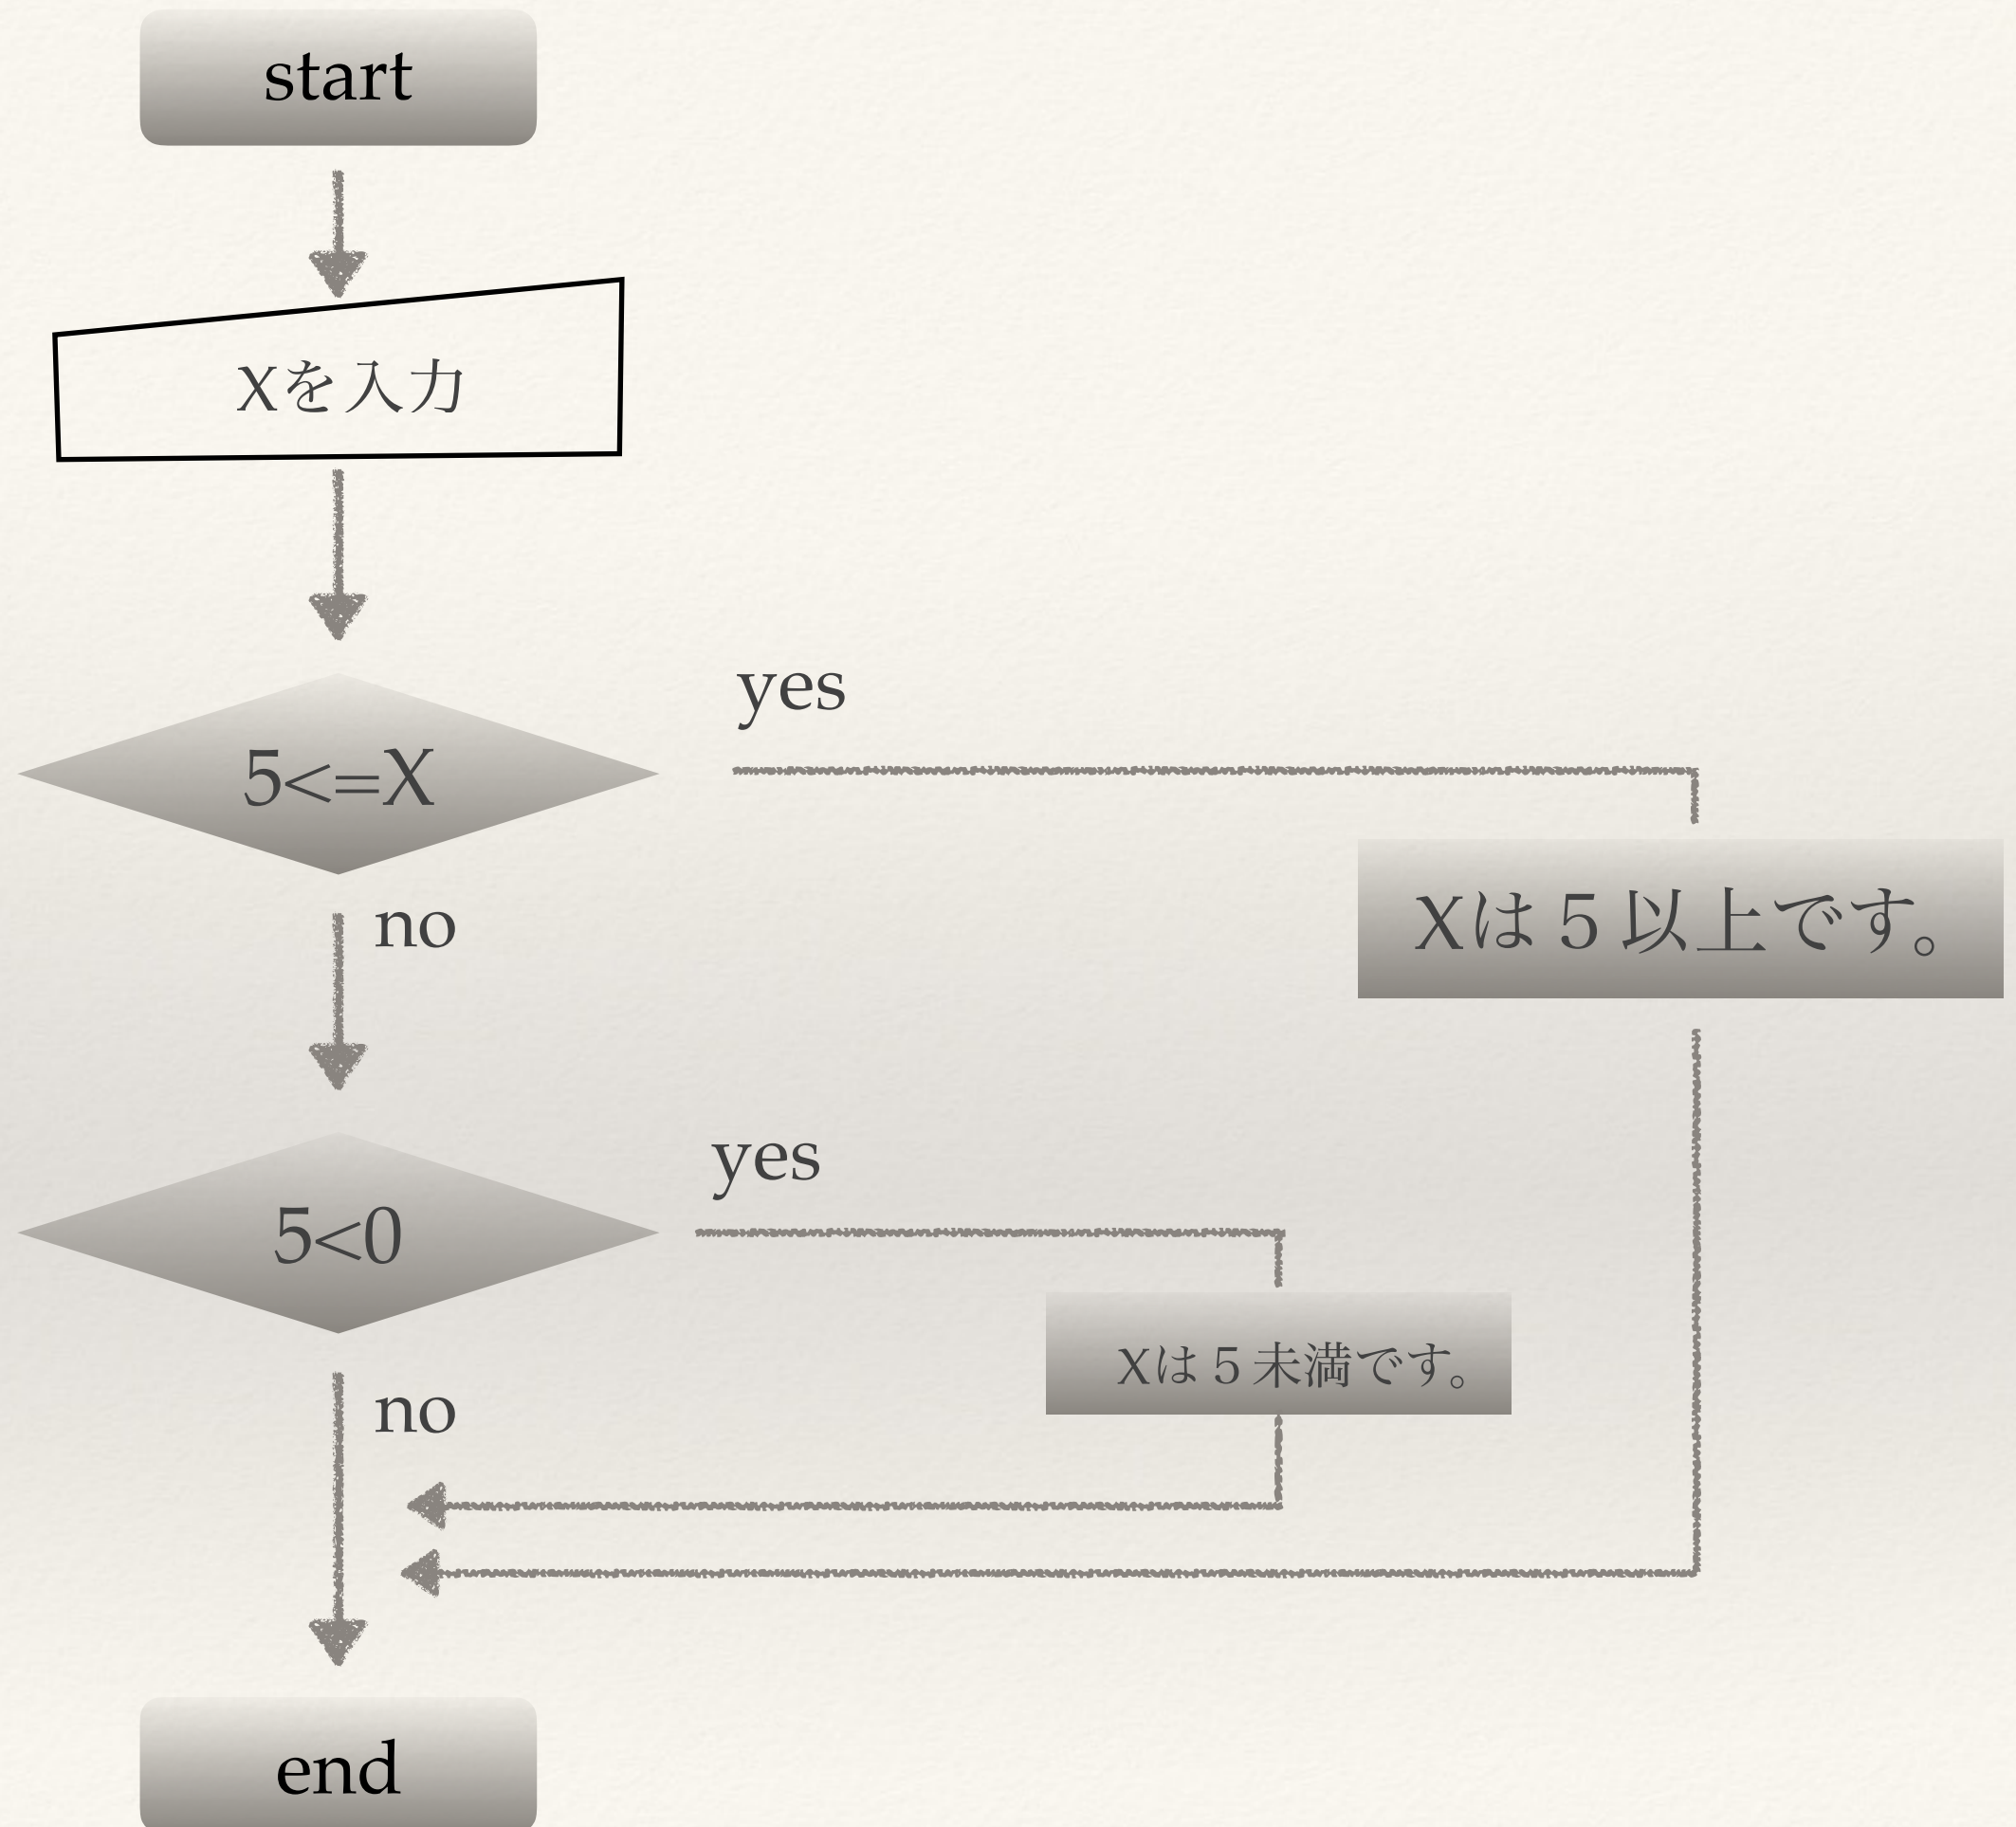 start
Xを入力
yes
5<=X
Xは５以上です。
no
yes
5<0
Xは５未満です。
no
end